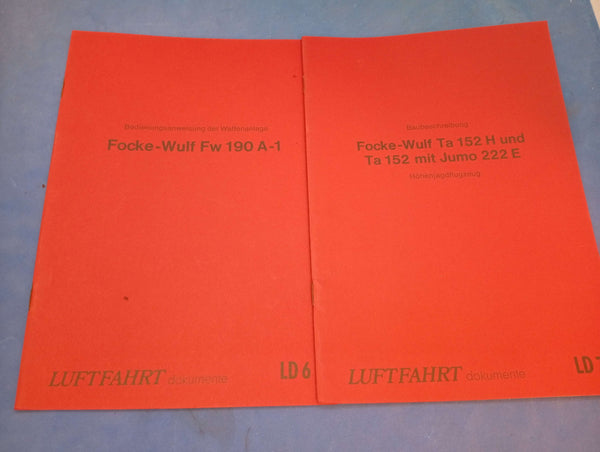 Bedienungsanweisung der Waffenanlage
Focke-Wulf Fw 190 A-1
LUFTFAHRT dokumente
LD 6
Baubeschreibung
Focke-Wulf Ta 152 H und
Ta 152 mit Jumo 222 E
Höhenjagdflugzeug
LUFTFAHRT dokumente
LD